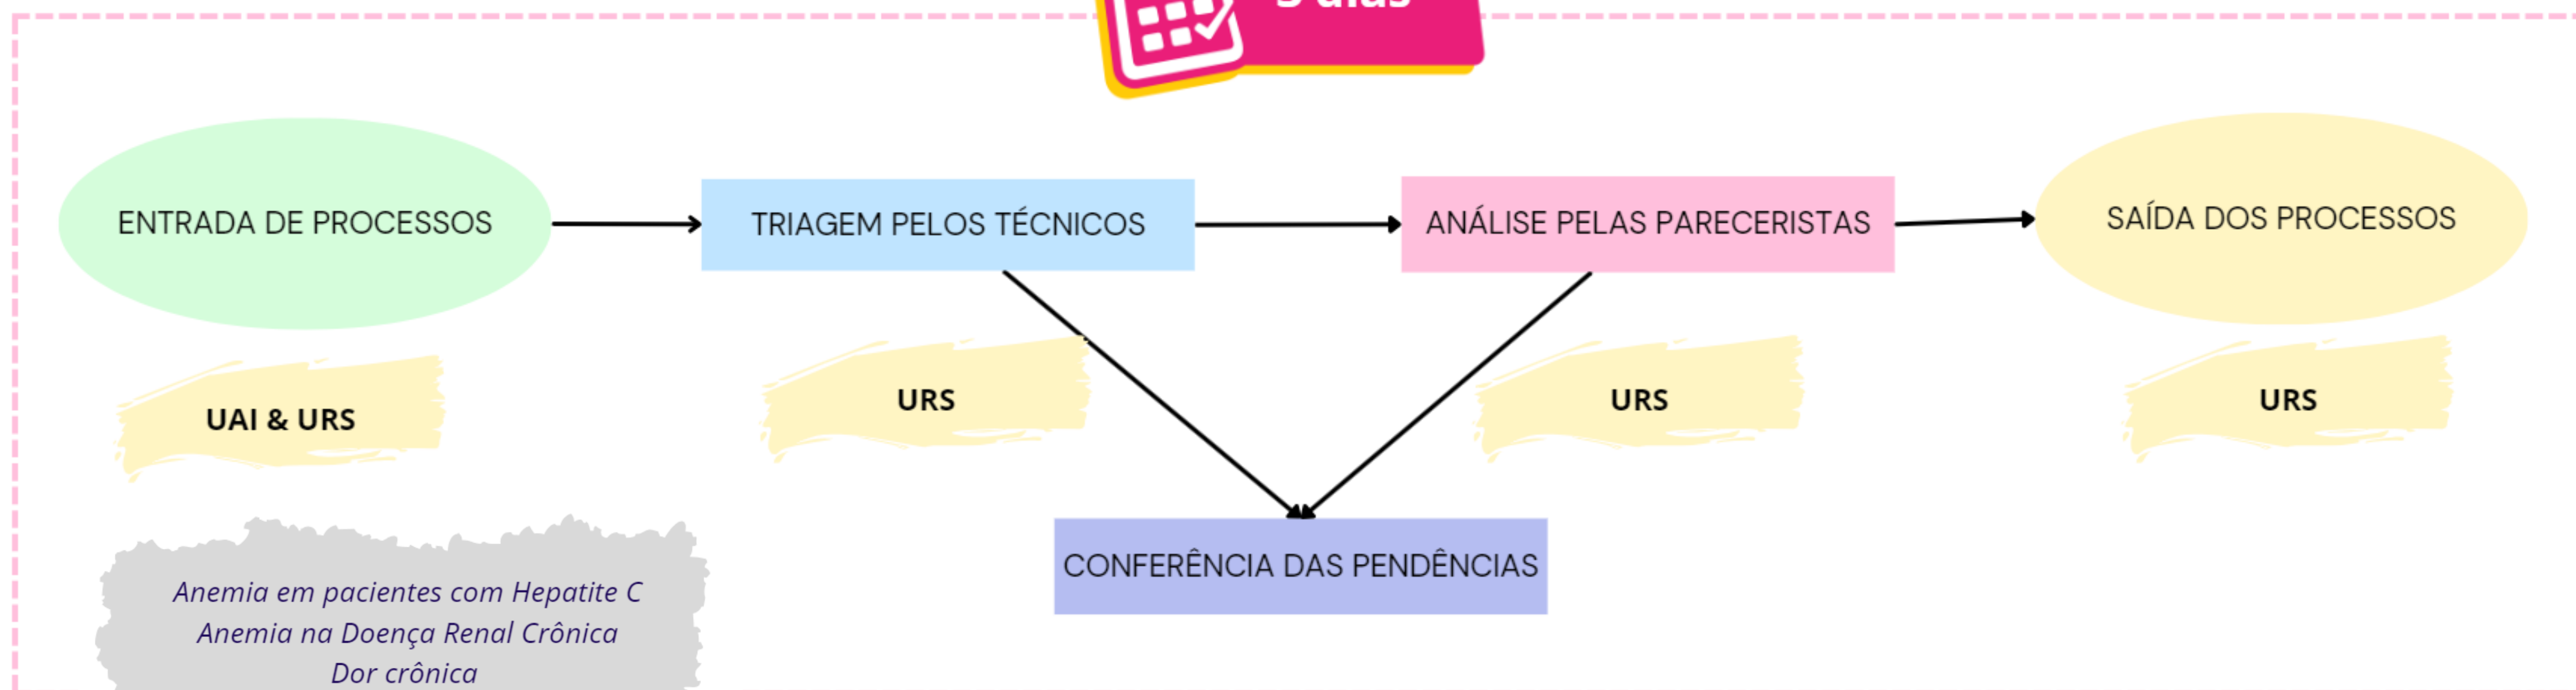 dias
ENTRADA DE PROCESSOS
TRIAGEM PELOS TÉCNICOS
ANÁLISE PELAS PARECERISTAS
SAÍDA DOS PROCESSOS
UAI & URS
URS
URS
URS
CONFERÊNCIA DAS PENDÊNCIAS
Anemia em pacientes com Hepatite C
Anemia na Doença Renal Crônica
Dor crônica